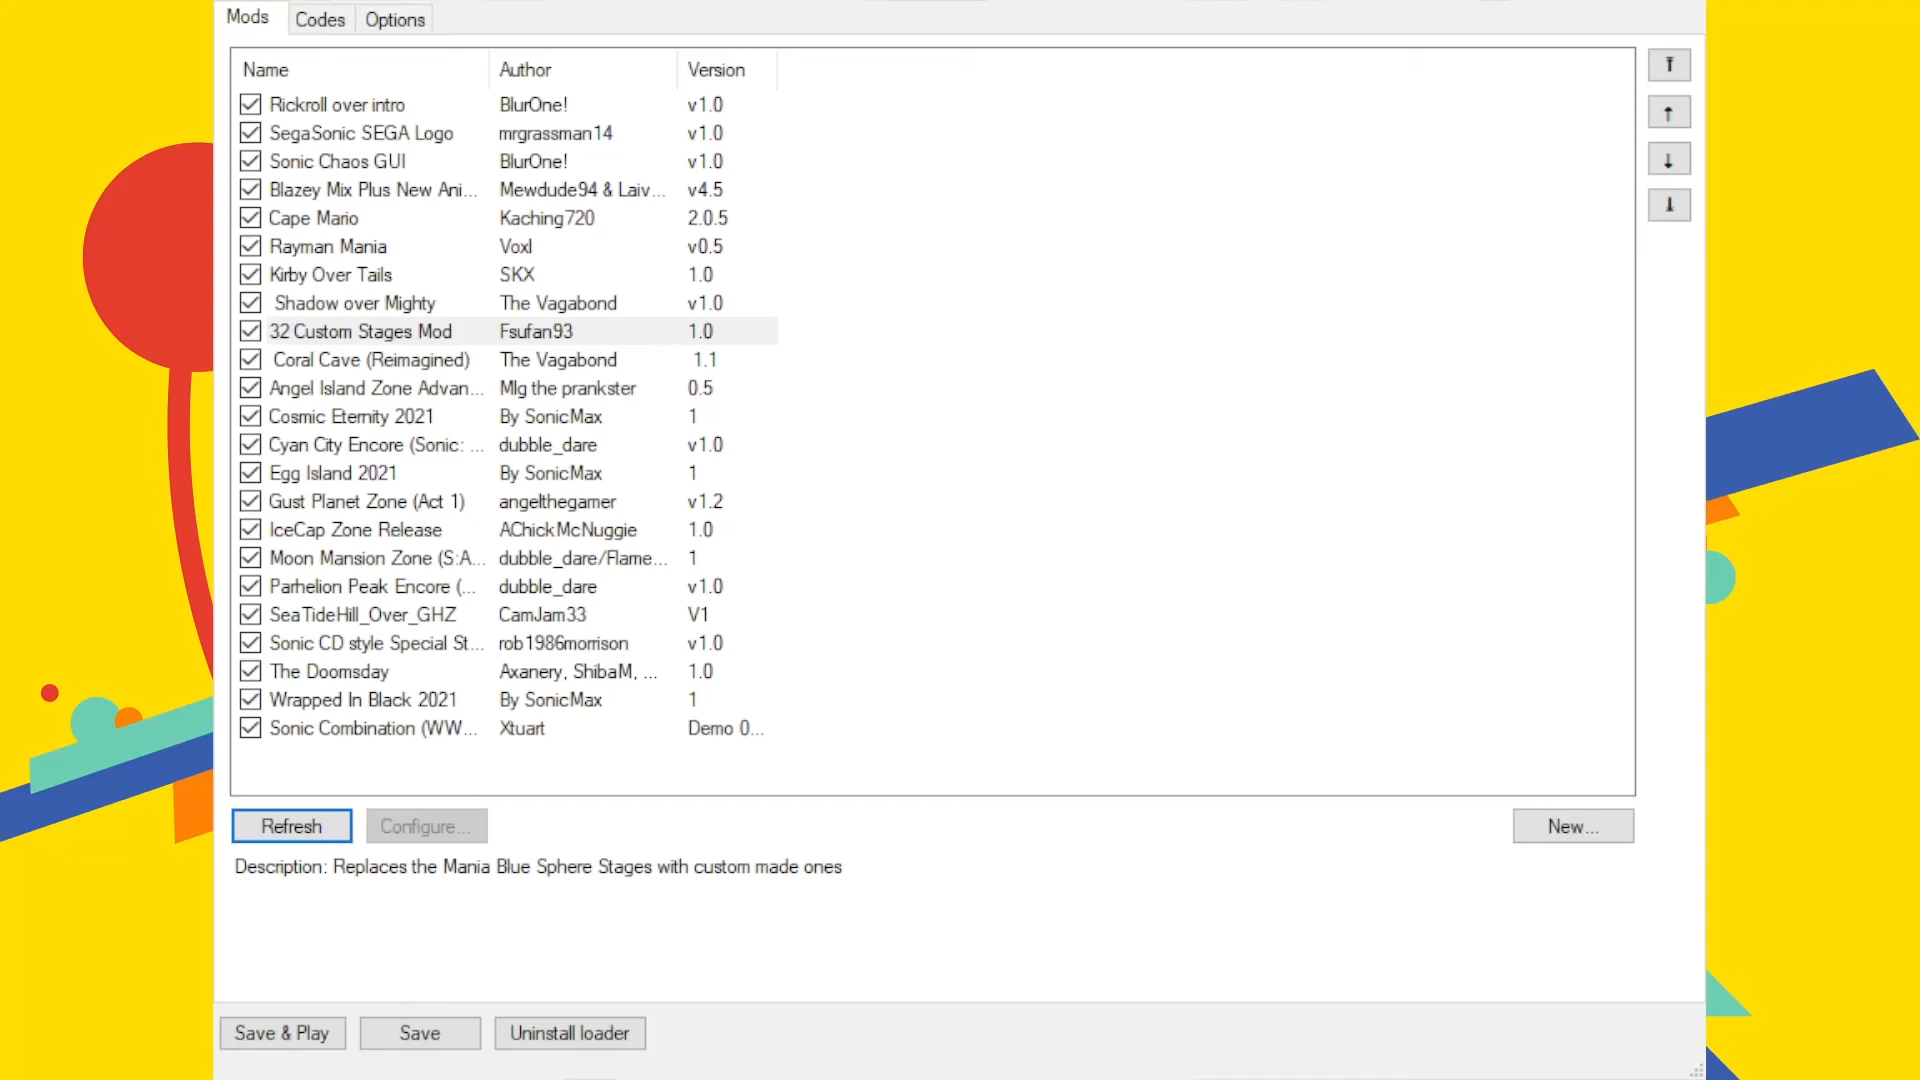 Mods Codes Options
Name Author Version
Rickroll over intro BlurOne! v1.0
SegaSonic SEGA Logo mrgrassman14 v1.0
Sonic Chaos GUI BlurOne! v1.0
Blazey Mix Plus New Ani... Mewdude94 & Laiv... v4.5
Cape Mario Kaching720 2.0.5
Rayman Mania Voxl v0.5
Kirby Over Tails SKX 1.0
Shadow over Mighty The Vagabond v1.0
32 Custom Stages Mod Fsufan93 1.0
Coral Cave (Reimagined) The Vagabond 1.1
Angel Island Zone Advan... Mlg the prankster 0.5
Cosmic Eternity 2021 By SonicMax 1
Cyan City Encore (Sonic: ... dubble_dare v1.0
Egg Island 2021 By SonicMax 1
Gust Planet Zone (Act 1) angelthegamer v1.2
IceCap Zone Release AChickMcNuggie 1.0
Moon Mansion Zone (S:A... dubble_dare/Flame... 1
Parhelion Peak Encore (... dubble_dare v1.0
SeaTideHill_Over_GHZ CamJam33 V1
Sonic CD style Special St... rob1986morrison v1.0
The Doomsday Axanery, ShibaM, ... 1.0
Wrapped In Black 2021 By SonicMax 1
Sonic Combination (WW... Xtuart Demo 0...
Refresh Configure... New...
Description: Replaces the Mania Blue Sphere Stages with custom made ones
Save & Play Save Uninstall loader